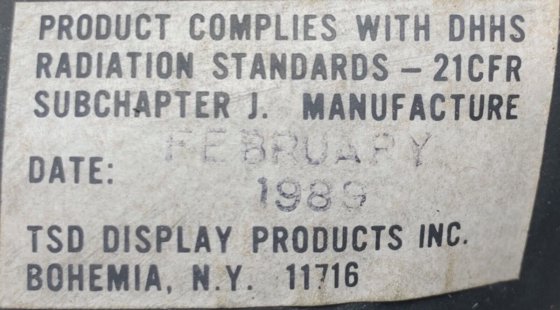 PRODUCT COMPLIES WITH DHHS
RADIATION STANDARDS – 21CFR
SUBCHAPTER J. MANUFACTURE
DATE: FEBRUARY
1989
TSD DISPLAY PRODUCTS INC.
BOHEMIA, N.Y. 11716